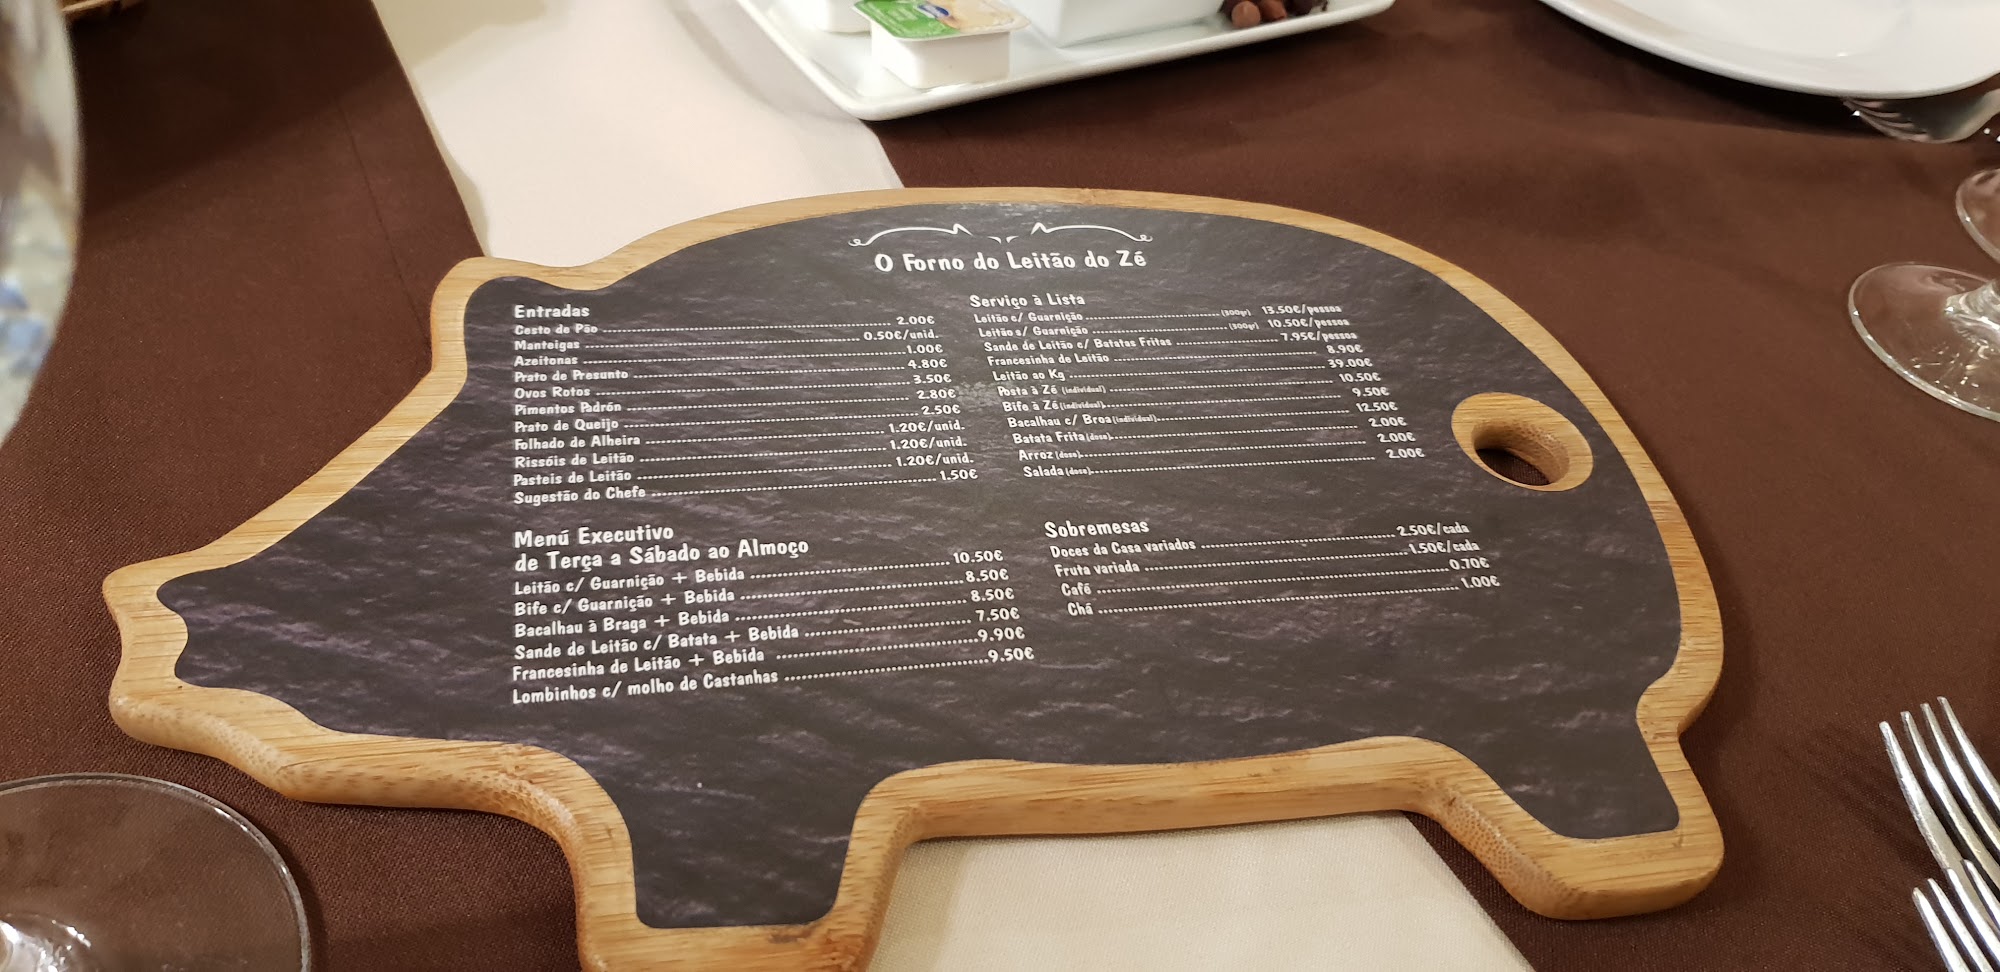 O Forno do Leitão do Zé
Entradas
Cesto de Pão 2.00€
Manteigas 0.50€/unid.
Azeitonas 1.00€
Prato de Presunto 4.80€
Ovos Rotos 3.50€
Pimentos Padrón 2.80€
Prato de Queijo 2.50€
Folhado de Alheira 1.20€/unid.
Rissóis de Leitão 1.20€/unid.
Pasteis de Leitão 1.20€/unid.
Sugestão do Chefe 1.50€
Menú Executivo
de Terça a Sábado ao Almoço
Leitão c/ Guarnição + Bebida 10.50€
Bife c/ Guarnição + Bebida 8.50€
Bacalhau à Braga + Bebida 8.50€
Sande de Leitão c/ Batata + Bebida 7.50€
Francesinha de Leitão + Bebida 9.90€
Lombinhos c/ molho de Castanhas 9.50€
Serviço à Lista
Leitão c/ Guarnição (300gr) 13.50€/pessoa
Leitão s/ Guarnição (300gr) 10.50€/pessoa
Sande de Leitão c/ Batatas Fritas 7.95€/pessoa
Francesinha de Leitão 8.90€
Leitão ao Kg 39.00€
Posta à Zé (individual) 10.50€
Bife à Zé (individual) 9.50€
Bacalhau c/ Broa (individual) 12.50€
Batata Frita (dose) 2.00€
Arroz (dose) 2.00€
Salada (dose) 2.00€
Sobremesas
Doces da Casa variados 2.50€/cada
Fruta variada 1.50€/cada
Café 0.70€
Chá 1.00€